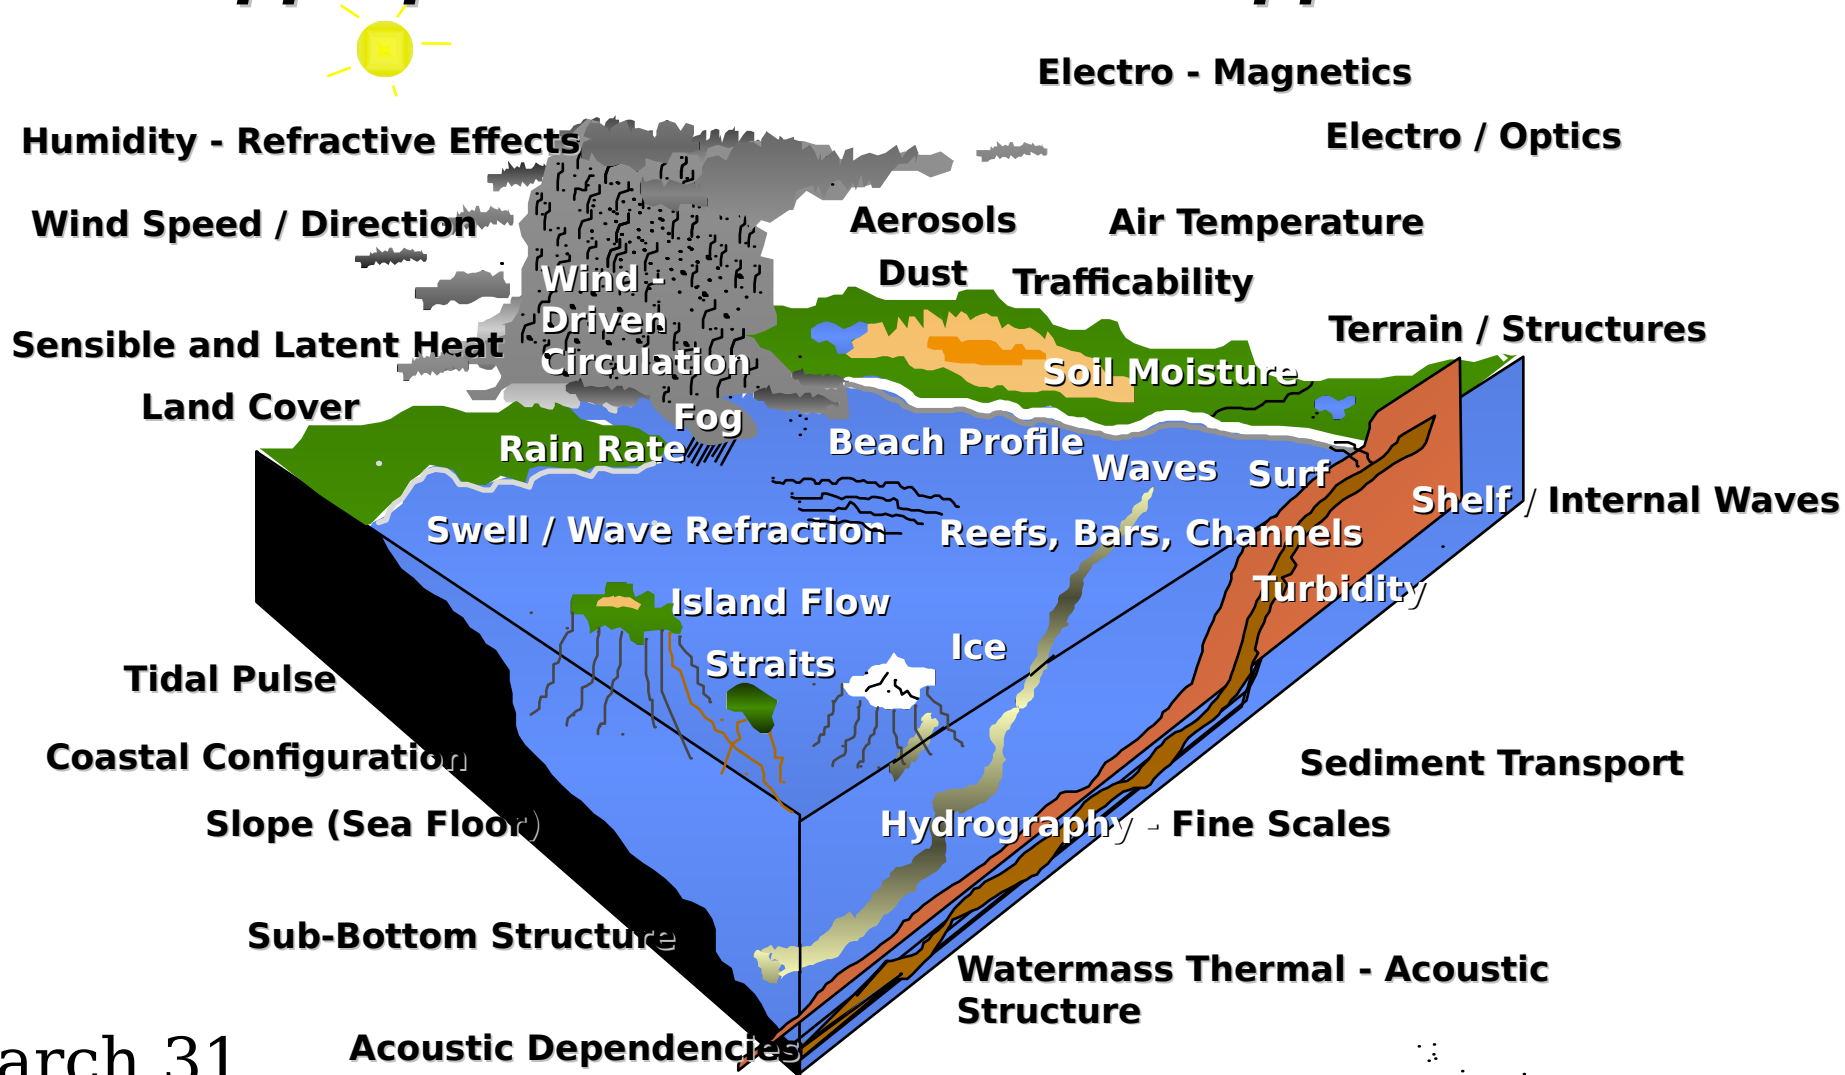 Electro - Magnetics
Electro / Optics
Humidity - Refractive Effects
Wind Speed / Direction
Aerosols
Air Temperature
Dust
Trafficability
Wind -
Driven
Circulation
Terrain / Structures
Sensible and Latent Heat
Soil Moisture
Land Cover
Fog
Rain Rate
Beach Profile
Waves
Surf
Shelf / Internal Waves
Swell / Wave Refraction
Reefs, Bars, Channels
Turbidity
Island Flow
Ice
Straits
Tidal Pulse
Coastal Configuration
Sediment Transport
Slope (Sea Floor)
Hydrography - Fine Scales
Sub-Bottom Structure
Watermass Thermal - Acoustic
Structure
Acoustic Dependencies
arch 31